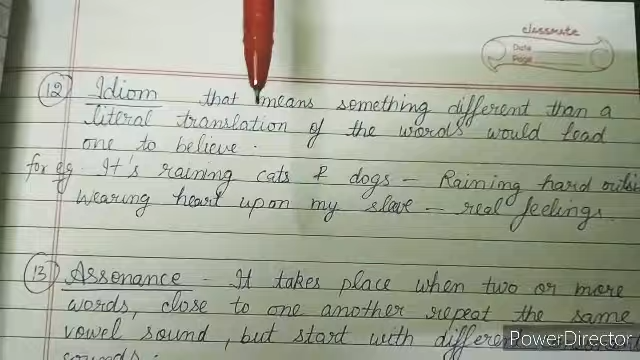 classmate
Date
Page
12 Idiom that means something different than a
literal translation of the words would lead
one to believe.
for eg It's raining cats & dogs – Raining hard
wearing heart upon my sleave – real feelings.
13 Assonance - It takes place when two or more
words, close to one another repeat the same
vowel sound, but start with different
sounds.
PowerDirector